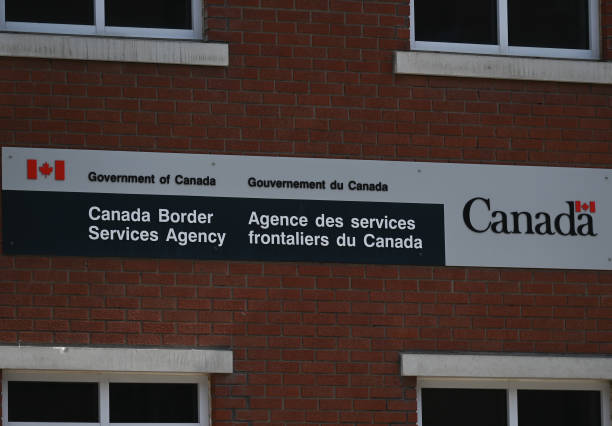 Government of Canada
Gouvernement du Canada
Canada Border
Services Agency
Agence des services
frontaliers du Canada
Canada